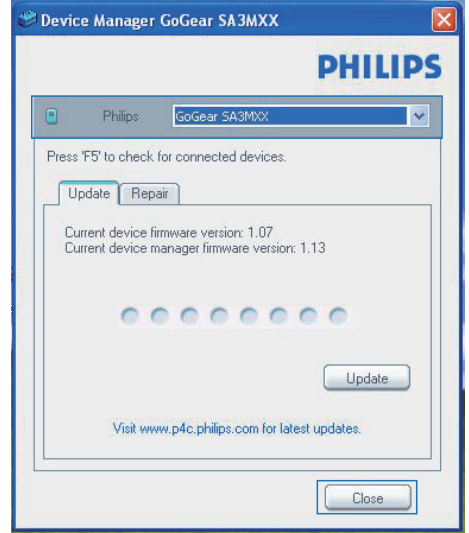 Device Manager GoGear SA3MXX
PHILIPS
Philips GoGear SA3MXX
Press 'F5' to check for connected devices.
Update Repair
Current device firmware version: 1.07
Current device manager firmware version: 1.13
Update
Visit www.p4c.philips.com for latest updates.
Close